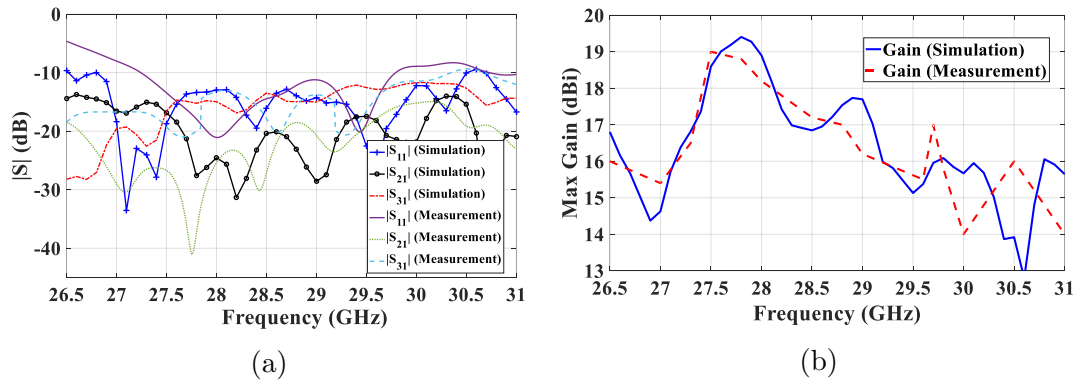 0
-10
-20
-30
-40
|S| (dB)
|S11| (Simulation)
|S21| (Simulation)
|S31| (Simulation)
|S11| (Measurement)
|S21| (Measurement)
|S31| (Measurement)
26.5 27 27.5 28 28.5 29 29.5 30 30.5 31
Frequency (GHz)
(a)
20
19
18
17
16
15
14
13
Max Gain (dBi)
Gain (Simulation)
Gain (Measurement)
26.5 27 27.5 28 28.5 29 29.5 30 30.5 31
Frequency (GHz)
(b)